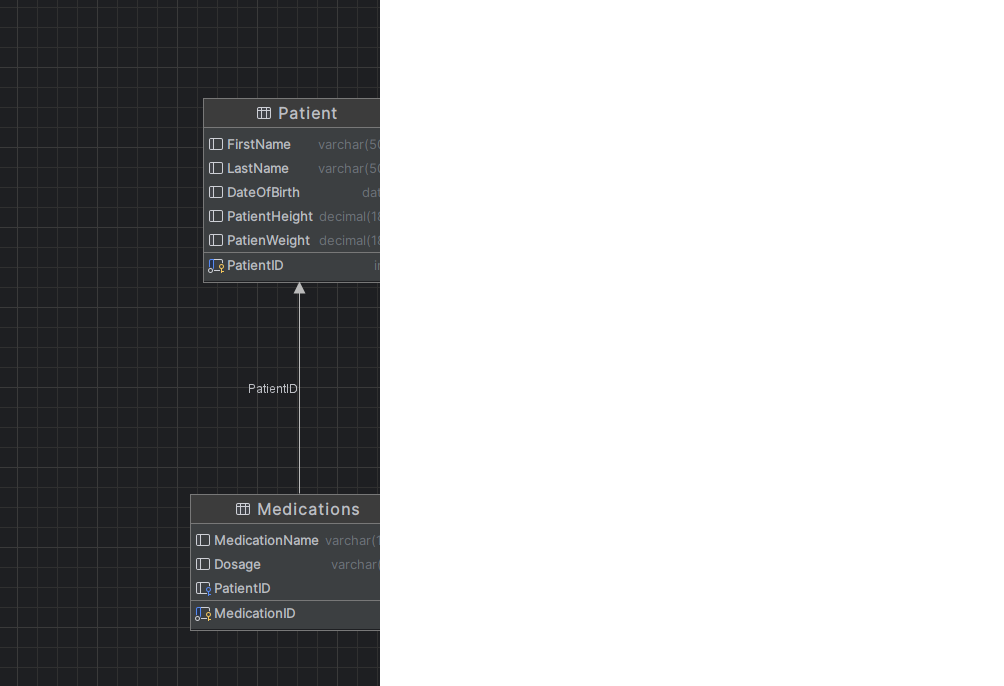 Patient
FirstName varchar(50
LastName varchar(50
DateOfBirth dat
PatientHeight decimal(18
PatienWeight decimal(18
PatientID in
PatientID
Medications
MedicationName varchar(1
Dosage varchar(
PatientID
MedicationID